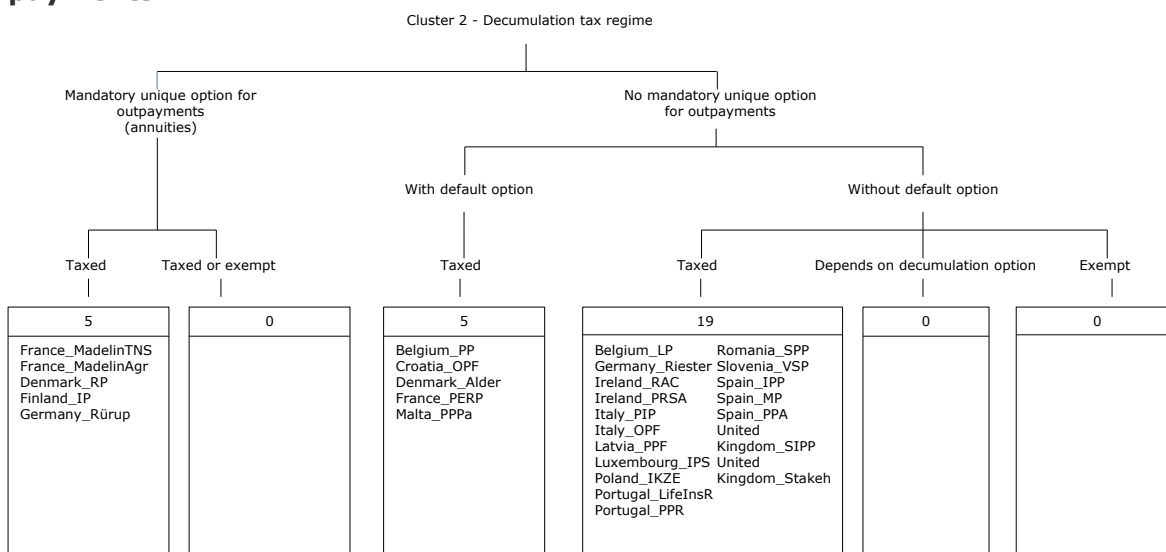 Cluster 2 - Decumulation tax regime
Mandatory unique option for
outpayments
(annuities)
No mandatory unique option
for outpayments
With default option
Without default option
Taxed
Taxed or exempt
Taxed
Taxed
Depends on decumulation option
Exempt
5
0
5
19
0
0
France_MadelinTNS
France_MadelinAgr
Denmark_RP
Finland_IP
Germany_Rürup
Belgium_PP
Croatia_OPF
Denmark_Alder
France_PERP
Malta_PPPa
Belgium_LP
Germany_Riester
Ireland_RAC
Ireland_PRSA
Italy_PIP
Italy_OPF
Latvia_PPF
Luxembourg_IPS
Poland_IKZE
Portugal_LifeInsR
Portugal_PPR
Romania_SPP
Slovenia_VSP
Spain_IPP
Spain_MP
Spain_PPA
United
Kingdom_SIPP
United
Kingdom_Stakeh